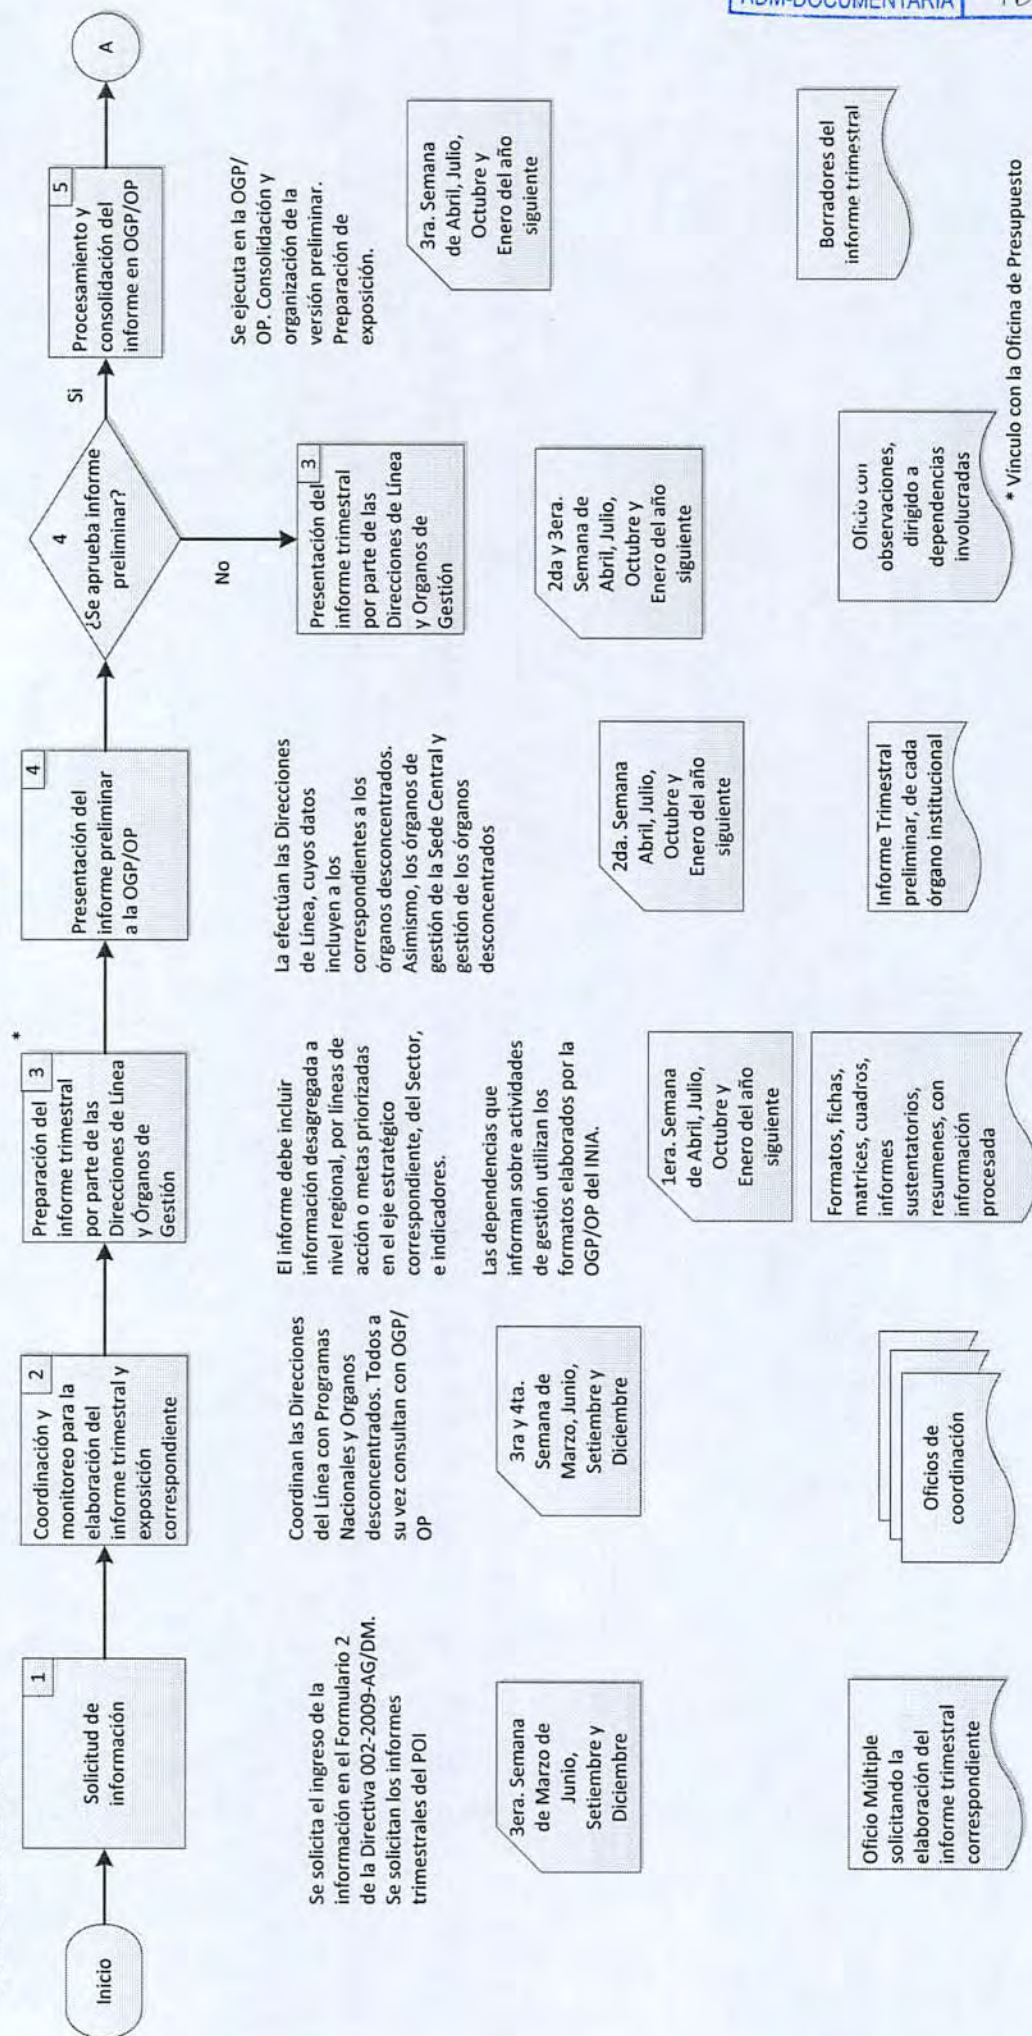 ADM-DOCUMENTARIA
Inicio
1
Solicitud de
información
Se solicita el ingreso de la
información en el Formulario 2
de la Directiva 002-2009-AG/DM.
Se solicitan los informes
trimestrales del POI
3era. Semana
de Marzo de
Junio,
Setiembre y
Diciembre
Oficio Múltiple
solicitando la
elaboración del
informe trimestral
correspondiente
2
Coordinación y
monitoreo para la
elaboración del
informe trimestral y
exposición
correspondiente
Coordinan las Direcciones
del Línea con Programas
Nacionales y Organos
desconcentrados. Todos a
su vez consultan con OGP/
OP
3ra y 4ta.
Semana de
Marzo, Junio,
Setiembre y
Diciembre
Oficios de
coordinación
*
3
Preparación del
informe trimestral
por parte de las
Direcciones de Línea
y Órganos de
Gestión
El informe debe incluir
información desagregada a
nivel regional, por líneas de
acción o metas priorizadas
en el eje estratégico
correspondiente, del Sector,
e indicadores.
Las dependencias que
informan sobre actividades
de gestión utilizan los
formatos elaborados por la
OGP/OP del INIA.
1era. Semana
de Abril, Julio,
Octubre y
Enero del año
siguiente
Formatos, fichas,
matrices, cuadros,
informes
sustentatorios,
resumenes, con
información
procesada
4
Presentación del
informe preliminar
a la OGP/OP
La efectúan las Direcciones
de Línea, cuyos datos
incluyen a los
correspondientes a los
órganos desconcentrados.
Asimismo, los órganos de
gestión de la Sede Central y
gestión de los órganos
desconcentrados
2da. Semana
Abril, Julio,
Octubre y
Enero del año
siguiente
Informe Trimestral
preliminar, de cada
órgano institucional
4
¿Se aprueba informe
preliminar?
Si
No
3
Presentación del
informe trimestral
por parte de las
Direcciones de Línea
y Organos de
Gestión
2da y 3era.
Semana de
Abril, Julio,
Octubre y
Enero del año
siguiente
Oficio con
observaciones,
dirigido a
dependencias
involucradas
5
Procesamiento y
consolidación del
informe en OGP/OP
Se ejecuta en la OGP/
OP. Consolidación y
organización de la
versión preliminar.
Preparación de
exposición.
3ra. Semana
de Abril, Julio,
Octubre y
Enero del año
siguiente
Borradores del
informe trimestral
A
* Vínculo con la Oficina de Presupuesto